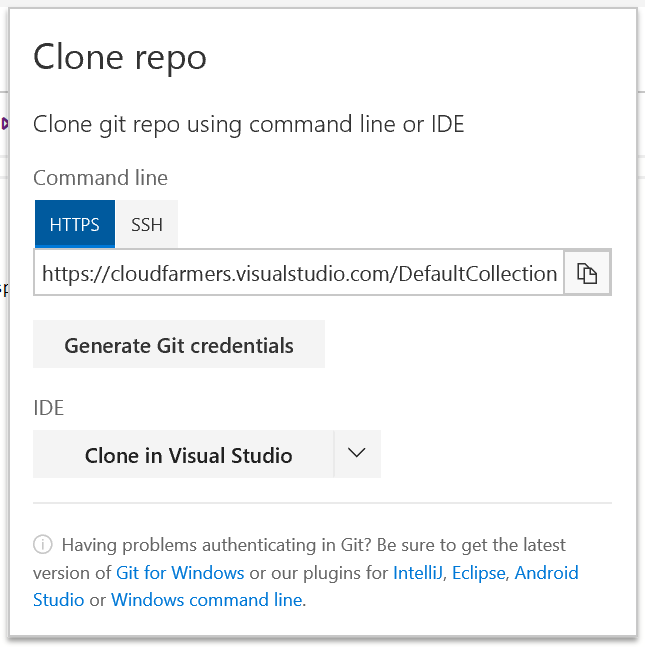 Clone repo
Clone git repo using command line or IDE
Command line
HTTPS SSH
https://cloudfarmers.visualstudio.com/DefaultCollection
Generate Git credentials
IDE
Clone in Visual Studio
Having problems authenticating in Git? Be sure to get the latest
version of Git for Windows or our plugins for IntelliJ, Eclipse, Android
Studio or Windows command line.